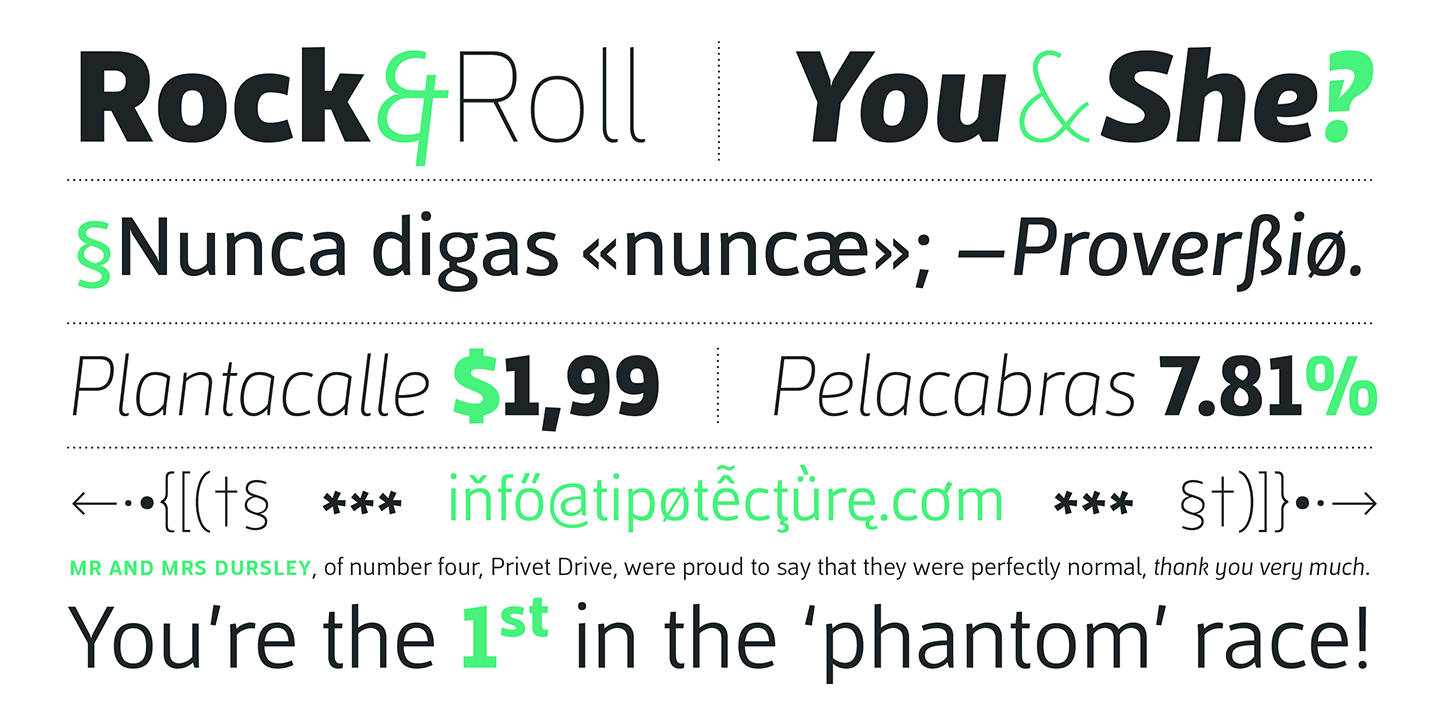 Rock&Roll You&She?
§Nunca digas «nuncæ»; –Proverßiø.
Plantacalle $1,99 Pelacabras 7.81%
←·•{[(†§ *** iňfő@tipøtễcţùrę.cơm *** §†)]}•·→
MR AND MRS DURSLEY, of number four, Privet Drive, were proud to say that they were perfectly normal, thank you very much.
You’re the 1st in the ‘phantom’ race!